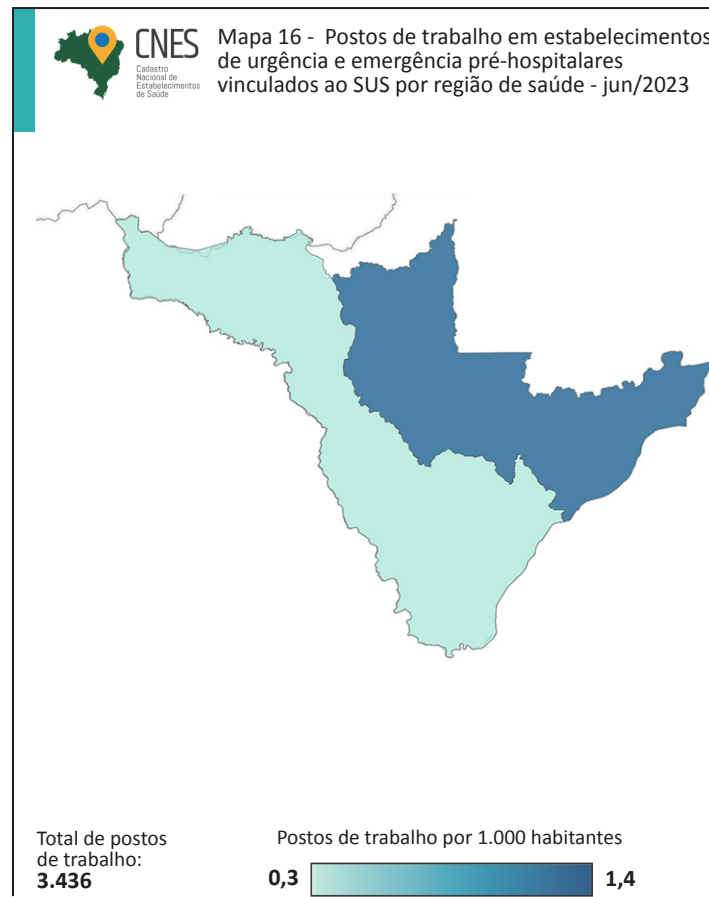 CNES
Cadastro
Nacional de
Estabelecimentos
de Saúde
Mapa 16 - Postos de trabalho em estabelecimentos
de urgência e emergência pré-hospitalares
vinculados ao SUS por região de saúde - jun/2023
Total de postos
de trabalho:
3.436
Postos de trabalho por 1.000 habitantes
0,3
1,4